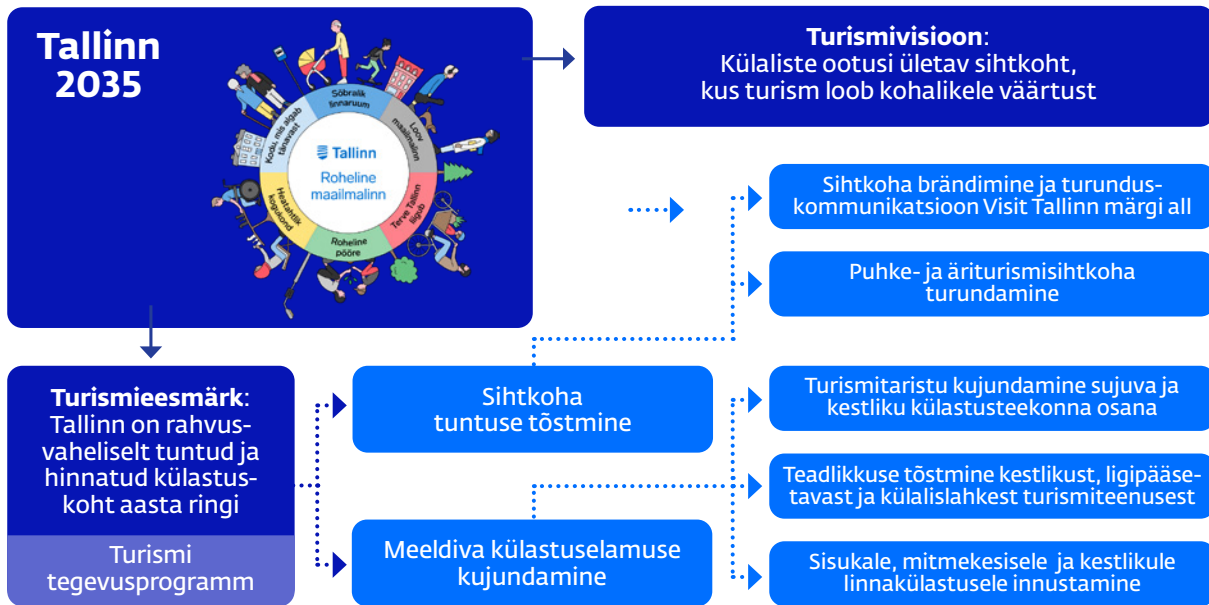 Tallinn
2035
Sõbralik
linnaruum
Loov
maailmalinn
Terve Tallinn
liigub
Roheline
pööre
Heatahtlik
kogukond
Kodu, mis algab
tänavast
Tallinn
Roheline
maailmalinn
Turismivisioon:
Külaliste ootusi ületav sihtkoht,
kus turism loob kohalikele väärtust
Sihtkoha brändimine ja turundus-
kommunikatsioon Visit Tallinn märgi all
Puhke- ja äriturismisihtkoha
turundamine
Turismieesmärk:
Tallinn on rahvus-
vaheliselt tuntud ja
hinnatud külastus-
koht aasta ringi
Turismi
tegevusprogramm
Sihtkoha
tuntuse tõstmine
Meeldiva külastuselamuse
kujundamine
Turismitaristu kujundamine sujuva ja
kestliku külastusteekonna osana
Teadlikkuse tõstmine kestlikust, ligipääse-
tavast ja külalislahkest turismiteenusest
Sisukale, mitmekesisele ja kestlikule
linnakülastusele innustamine